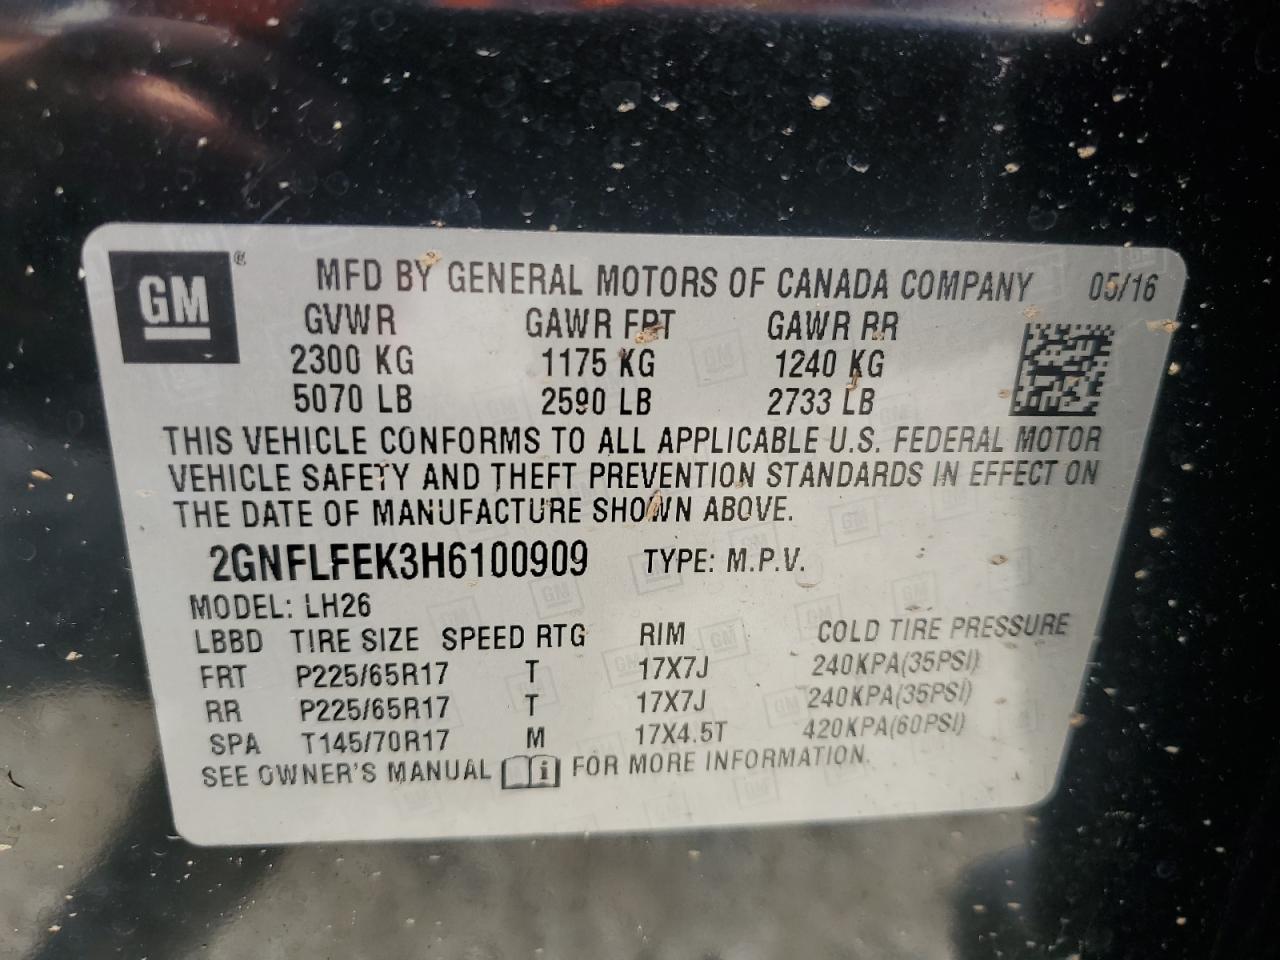 GM ®
MFD BY GENERAL MOTORS OF CANADA COMPANY 05/16
GVWR GAWR FRT GAWR RR
2300 KG 1175 KG 1240 KG
5070 LB 2590 LB 2733 LB
THIS VEHICLE CONFORMS TO ALL APPLICABLE U.S. FEDERAL MOTOR
VEHICLE SAFETY AND THEFT PREVENTION STANDARDS IN EFFECT ON
THE DATE OF MANUFACTURE SHOWN ABOVE.
2GNFLFEK3H6100909 TYPE: M.P.V.
MODEL: LH26
LBBD TIRE SIZE SPEED RTG RIM COLD TIRE PRESSURE
FRT P225/65R17 T 17X7J 240KPA(35PSI)
RR P225/65R17 T 17X7J 240KPA(35PSI)
SPA T145/70R17 M 17X4.5T 420KPA(60PSI)
SEE OWNER'S MANUAL i FOR MORE INFORMATION.